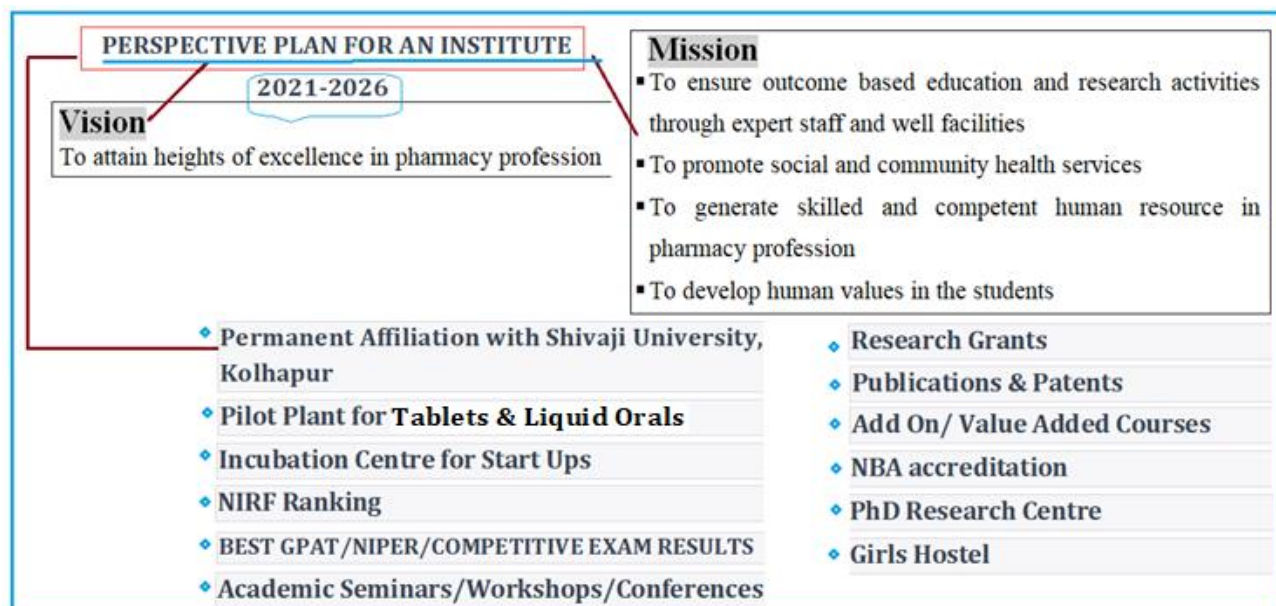 PERSPECTIVE PLAN FOR AN INSTITUTE
2021-2026
Vision
To attain heights of excellence in pharmacy profession
Mission
▪To ensure outcome based education and research activities
through expert staff and well facilities
▪To promote social and community health services
▪To generate skilled and competent human resource in
pharmacy profession
▪To develop human values in the students
Permanent Affiliation with Shivaji University,
Kolhapur
Pilot Plant for Tablets & Liquid Orals
Incubation Centre for Start Ups
NIRF Ranking
BEST GPAT/NIPER/COMPETITIVE EXAM RESULTS
Academic Seminars/Workshops/Conferences
Research Grants
Publications & Patents
Add On/ Value Added Courses
NBA accreditation
PhD Research Centre
Girls Hostel